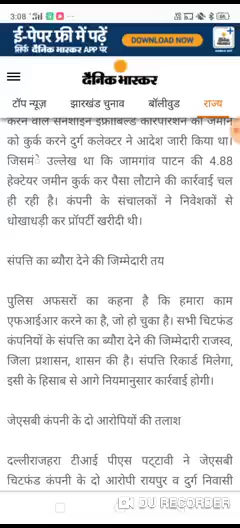 3:08
ई-पेपर फ्री में पढ़ें
सिर्फ दैनिक भास्कर APP पर
DOWNLOAD NOW
दैनिक भास्कर
टॉप न्यूज़ झारखंड चुनाव बॉलीवुड राज्य
करने वाले सनशाइन इंफ्राबिल्ड कारपोरेशन की जमीन
को कुर्क करने दुर्ग कलेक्टर ने आदेश जारी किया था।
जिसमंे उल्लेख था कि जामगांव पाटन की 4.88
हेक्टेयर जमीन कुर्क कर पैसा लौटाने की कार्रवाई चल
ही रही है। कंपनी के संचालकों ने निवेशकों से
धोखाधड़ी कर प्रॉपर्टी खरीदी थी।
संपत्ति का ब्यौरा देने की जिम्मेदारी तय
पुलिस अफसरों का कहना है कि हमारा काम
एफआईआर करने का है, जो हो चुका है। सभी चिटफंड
कंपनियों के संपत्ति का ब्यौरा देने की जिम्मेदारी राजस्व,
जिला प्रशासन, शासन की है। संपत्ति रिकार्ड मिलेगा,
इसी के हिसाब से आगे नियमानुसार कार्रवाई होगी।
जेएसबी कंपनी के दो आरोपियों की तलाश
दल्लीराजहरा टीआई पीएस पट्टावी ने जेएसबी
चिटफंड कंपनी के दो आरोपी रायपुर व दुर्ग निवासी
DU RECORDER